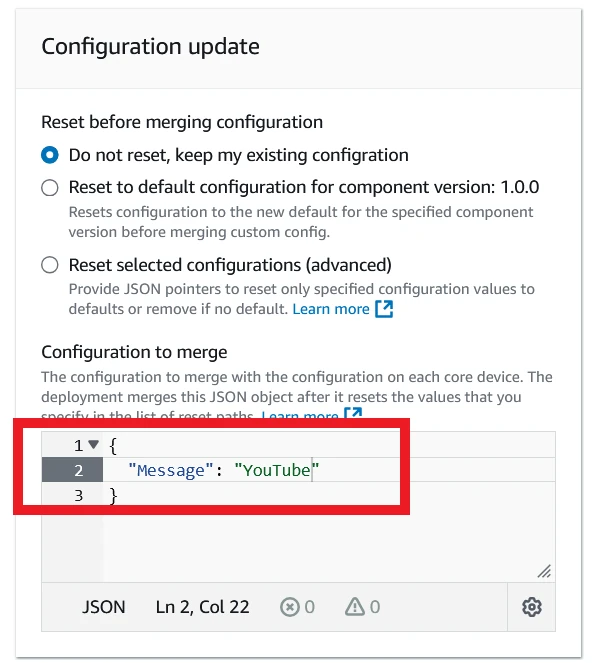 Configuration update
Reset before merging configuration
Do not reset, keep my existing configration
Reset to default configuration for component version: 1.0.0
Resets configuration to the new default for the specified component
version before merging custom config.
Reset selected configurations (advanced)
Provide JSON pointers to reset only specified configuration values to
defaults or remove if no default. Learn more
Configuration to merge
The configuration to merge with the configuration on each core device. The
deployment merges this JSON object after it resets the values that you
specify in the list of reset paths. Learn more
1 {
2 "Message": "YouTube"
3 }
JSON Ln 2, Col 22 0 0